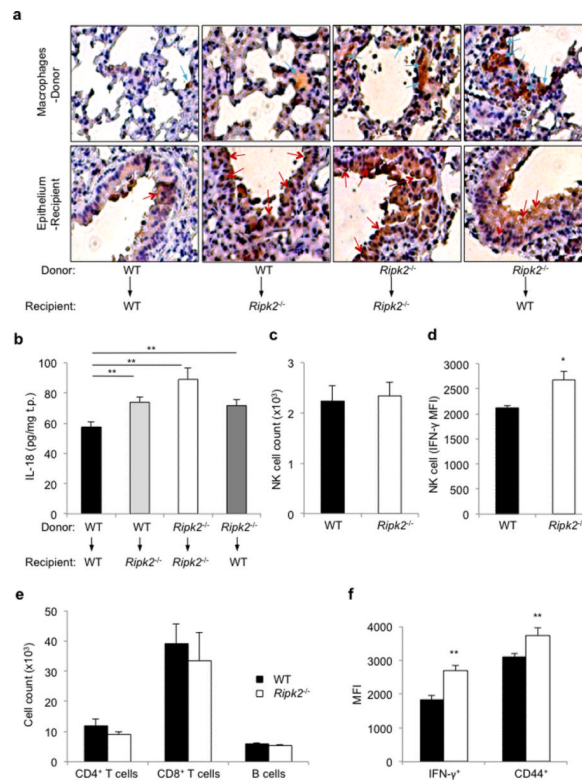 a
Macrophages
-Donor
Epithelium
-Recipient
Donor: WT WT Ripk2-/- Ripk2-/-
Recipient: WT Ripk2-/- Ripk2-/- WT
b
IL-18 (pg/mg t.p.)
100
80
60
40
20
0
**
**
**
Donor: WT WT Ripk2-/- Ripk2-/-
Recipient: WT Ripk2-/- Ripk2-/- WT
c
NK cell count (x10³)
3
2
1
0
WT Ripk2-/-
d
NK cell (IFN-γ MFI)
3000
2500
2000
1500
1000
500
0
*
WT Ripk2-/-
e
Cell count (x10³)
50
40
30
20
10
0
WT
Ripk2-/-
CD4+ T cells CD8+ T cells B cells
f
MFI
4000
3000
2000
1000
0
**
**
IFN-γ+ CD44+